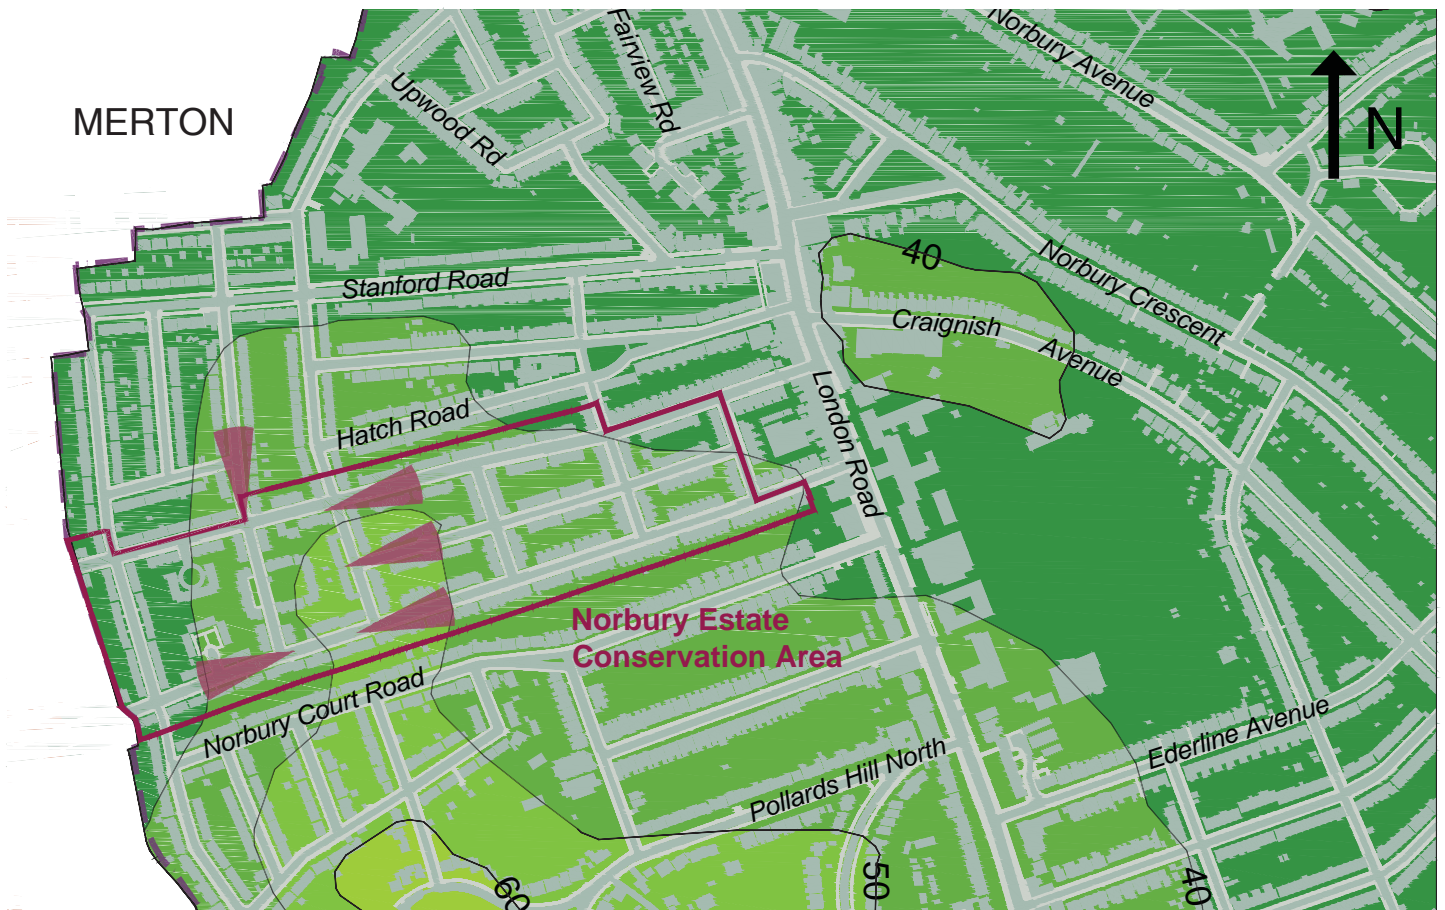 Norbury Avenue
Fairview Rd
Upwood Rd
MERTON
N
40
Stanford Road
Norbury Crescent
Craignish
Avenue
Hatch Road
London Road
Norbury Estate
Conservation Area
Norbury Court Road
Ederline Avenue
Pollards Hill North
60
50
40